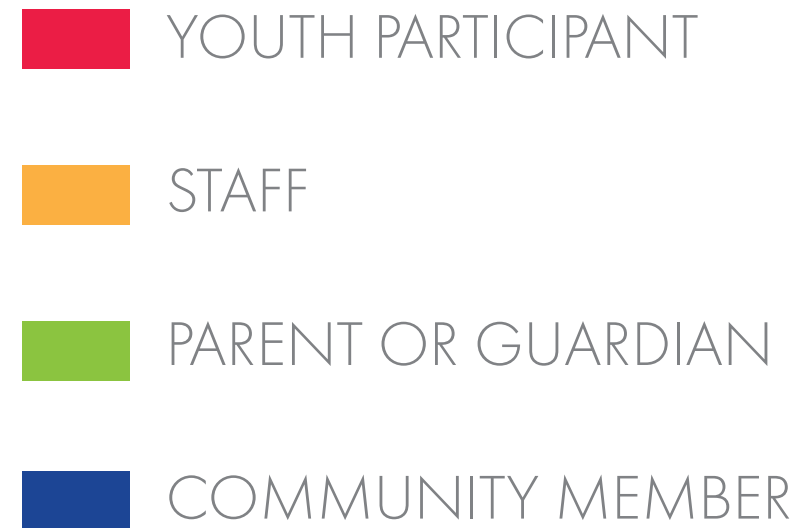 YOUTH PARTICIPANT
STAFF
PARENT OR GUARDIAN
COMMUNITY MEMBER